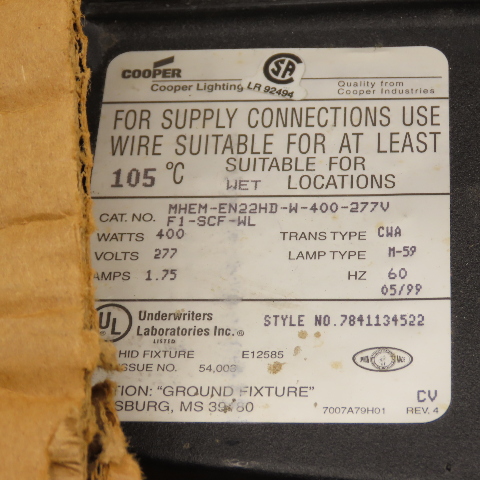 COOPER
Cooper Lighting LR 92494
Quality from
Cooper Industries
FOR SUPPLY CONNECTIONS USE
WIRE SUITABLE FOR AT LEAST
105 °C SUITABLE FOR
WET LOCATIONS
CAT. NO. MHEM-EN22HD-W-400-277V
F1-SCF-WL
WATTS 400 TRANS TYPE CWA
VOLTS 277 LAMP TYPE M-59
AMPS 1.75 HZ 60
05/99
UL Underwriters
Laboratories Inc.®
LISTED
STYLE NO.7841134522
HID FIXTURE E12585
SSUE NO. 54,003
TION: "GROUND FIXTURE"
SBURG, MS
7007A79H01 REV. 4
CV